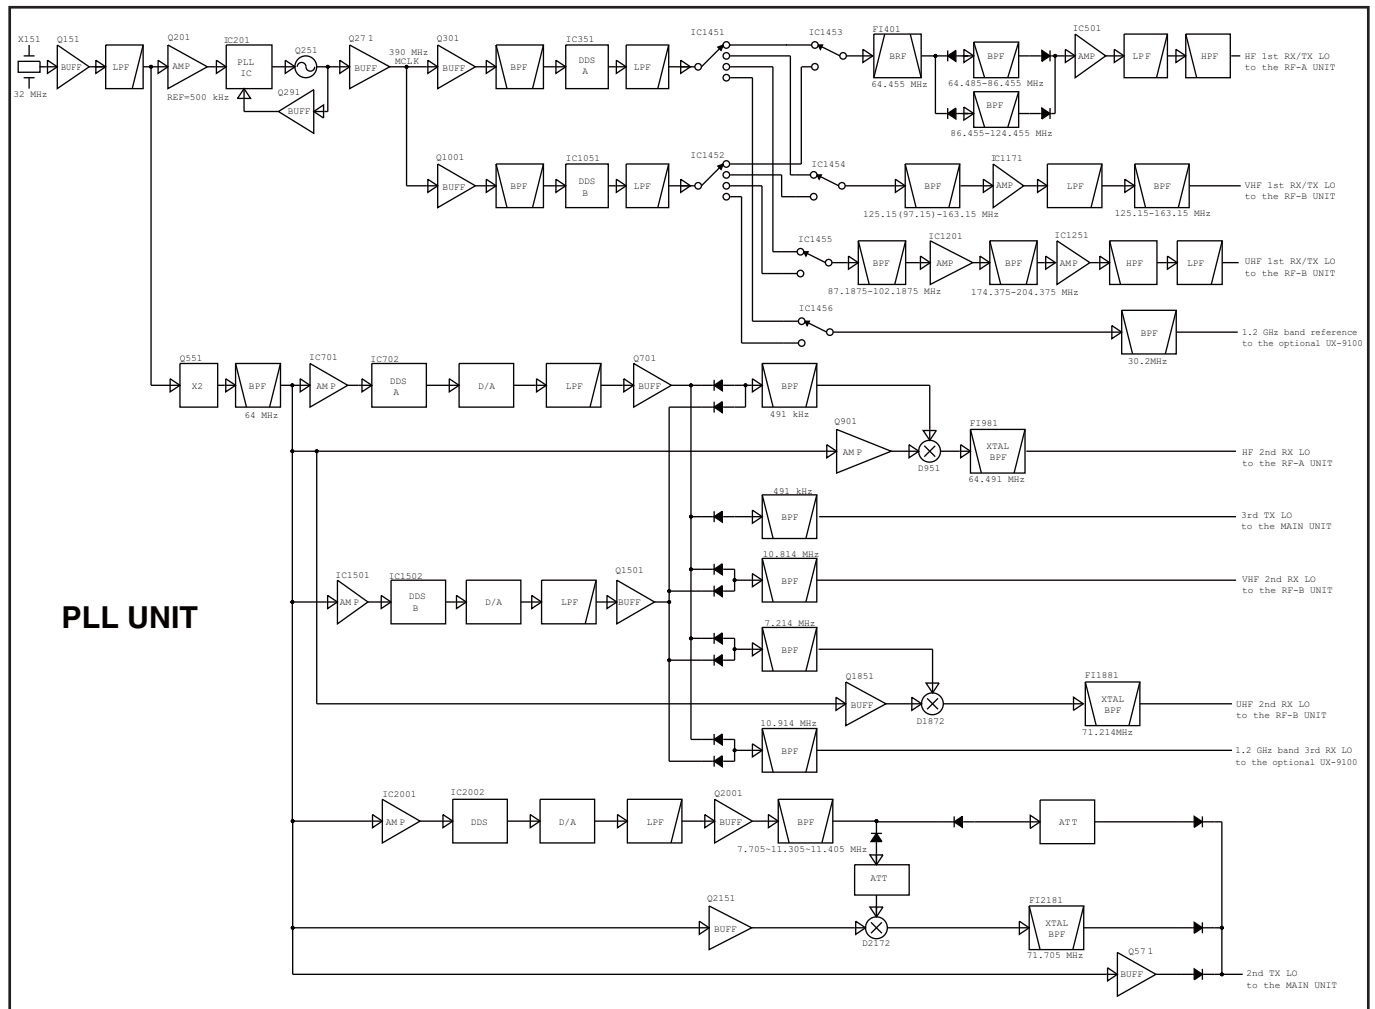 X151
32 MHz
Q151
BUFF
LPF
Q201
AMP
REF=500 kHz
IC201
PLL
IC
Q251
Q291
BUFF
Q271
BUFF
390 MHz
MCLK
Q301
BUFF
BPF
IC351
DDS
A
LPF
IC1451
IC1453
FI401
BRF
64.455 MHz
BPF
64.485-86.455 MHz
BPF
86.455-124.455 MHz
IC501
AMP
LPF
HPF
HF 1st RX/TX LO
to the RF-A UNIT
Q1001
BUFF
BPF
IC1051
DDS
B
LPF
IC1452
IC1454
BPF
125.15(97.15)-163.15 MHz
IC1171
AMP
LPF
BPF
125.15-163.15 MHz
VHF 1st RX/TX LO
to the RF-B UNIT
IC1455
BPF
87.1875-102.1875 MHz
IC1201
AMP
BPF
174.375-204.375 MHz
IC1251
AMP
HPF
LPF
UHF 1st RX/TX LO
to the RF-B UNIT
IC1456
BPF
30.2MHz
1.2 GHz band reference
to the optional UX-9100
Q551
X2
BPF
64 MHz
IC701
AMP
IC702
DDS
A
D/A
LPF
Q701
BUFF
BPF
491 kHz
Q901
AMP
D951
FI981
XTAL
BPF
64.491 MHz
HF 2nd RX LO
to the RF-A UNIT
491 kHz
BPF
3rd TX LO
to the MAIN UNIT
10.814 MHz
BPF
VHF 2nd RX LO
to the RF-B UNIT
IC1501
AMP
IC1502
DDS
B
D/A
LPF
Q1501
BUFF
PLL UNIT
7.214 MHz
BPF
Q1851
BUFF
D1872
FI1881
XTAL
BPF
71.214MHz
UHF 2nd RX LO
to the RF-B UNIT
10.914 MHz
BPF
1.2 GHz band 3rd RX LO
to the optional UX-9100
IC2001
AMP
IC2002
DDS
D/A
LPF
Q2001
BUFF
BPF
7.705~11.305~11.405 MHz
ATT
ATT
Q2151
BUFF
D2172
FI2181
XTAL
BPF
71.705 MHz
Q571
BUFF
2nd TX LO
to the MAIN UNIT